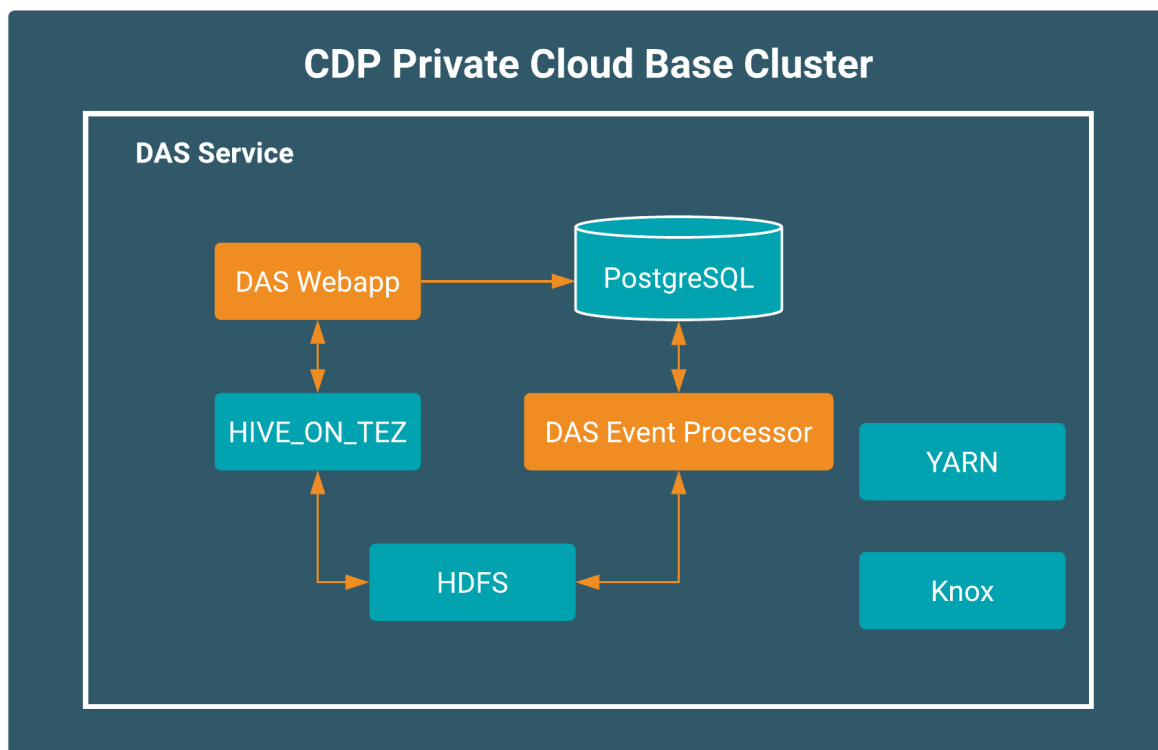 CDP Private Cloud Base Cluster
DAS Service
DAS Webapp
PostgreSQL
HIVE_ON_TEZ
DAS Event Processor
YARN
HDFS
Knox